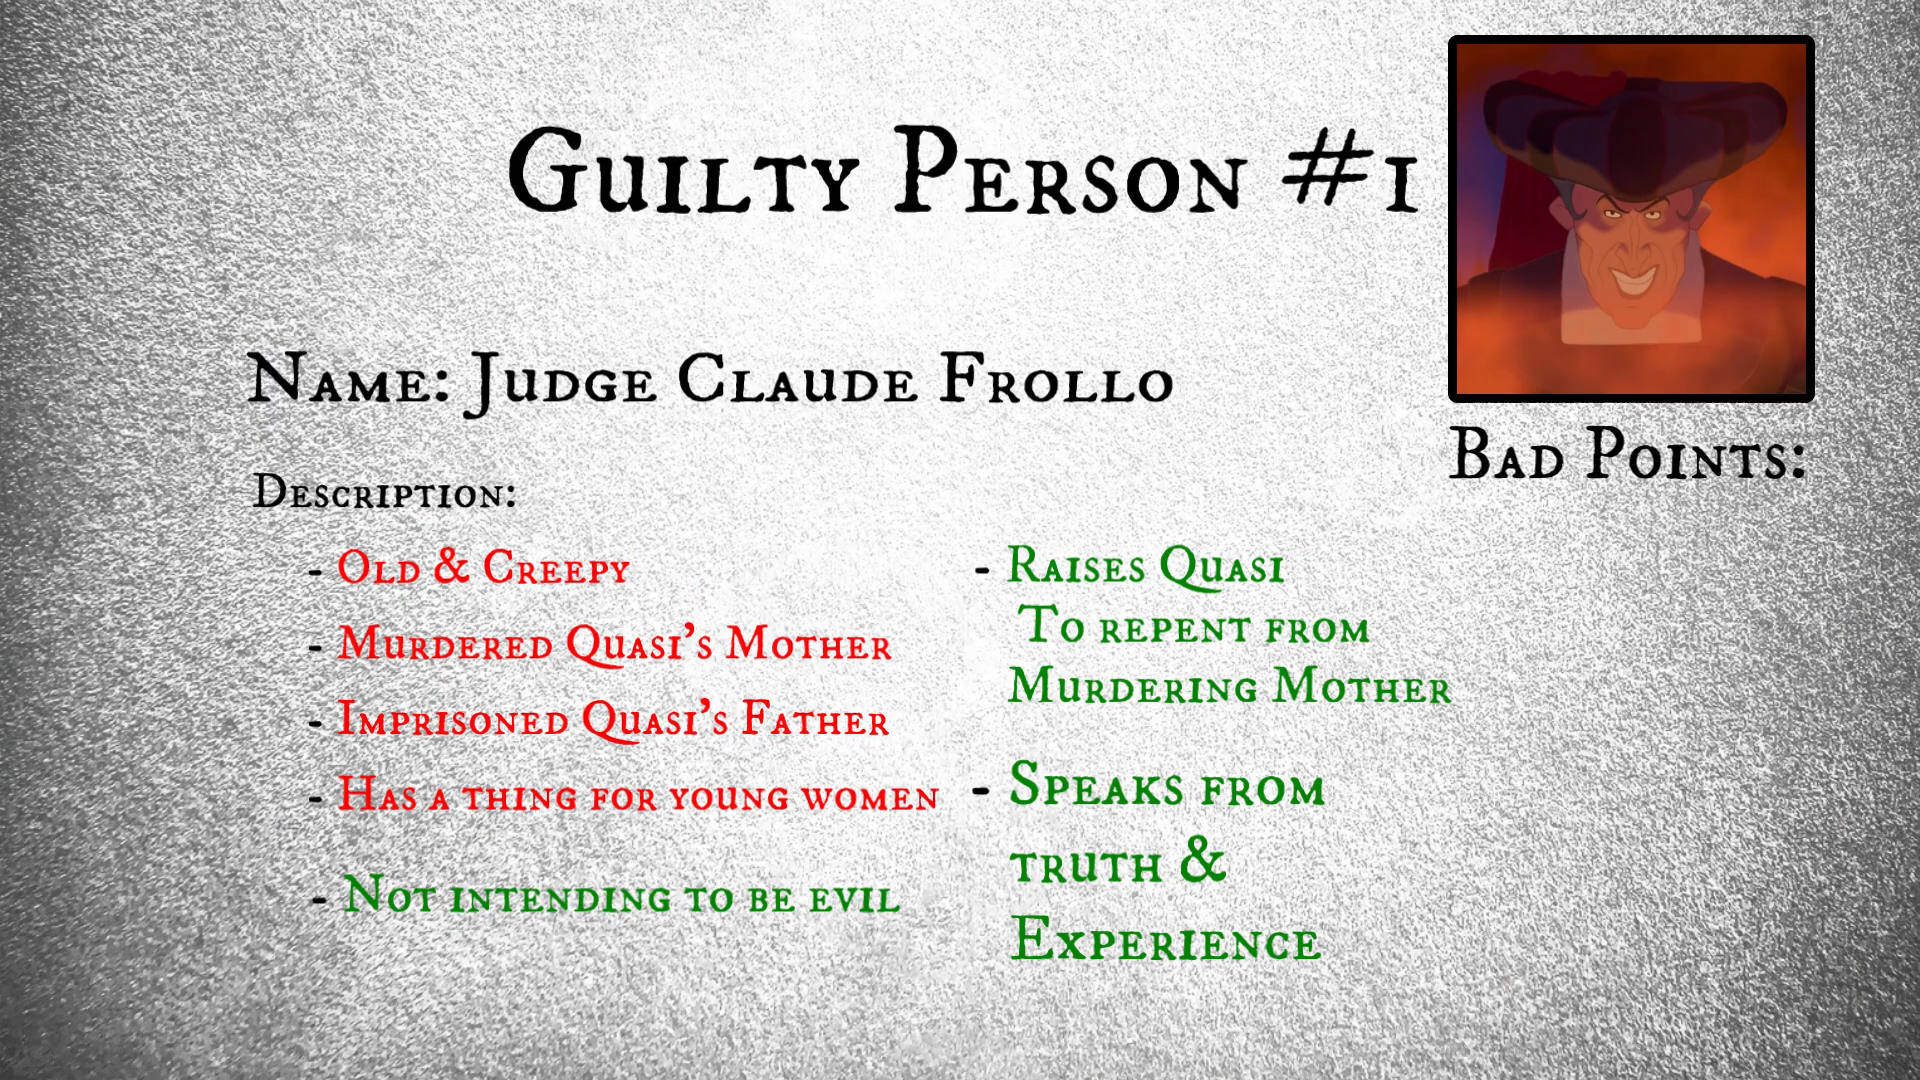 Guilty Person #1
Name: Judge Claude Frollo
Bad Points:
Description:
- Old & Creepy
- Murdered Quasi's Mother
- Imprisoned Quasi's Father
- Has a thing for young women
- Not intending to be evil
- Raises Quasi
To repent from
Murdering Mother
- Speaks from
truth &
Experience